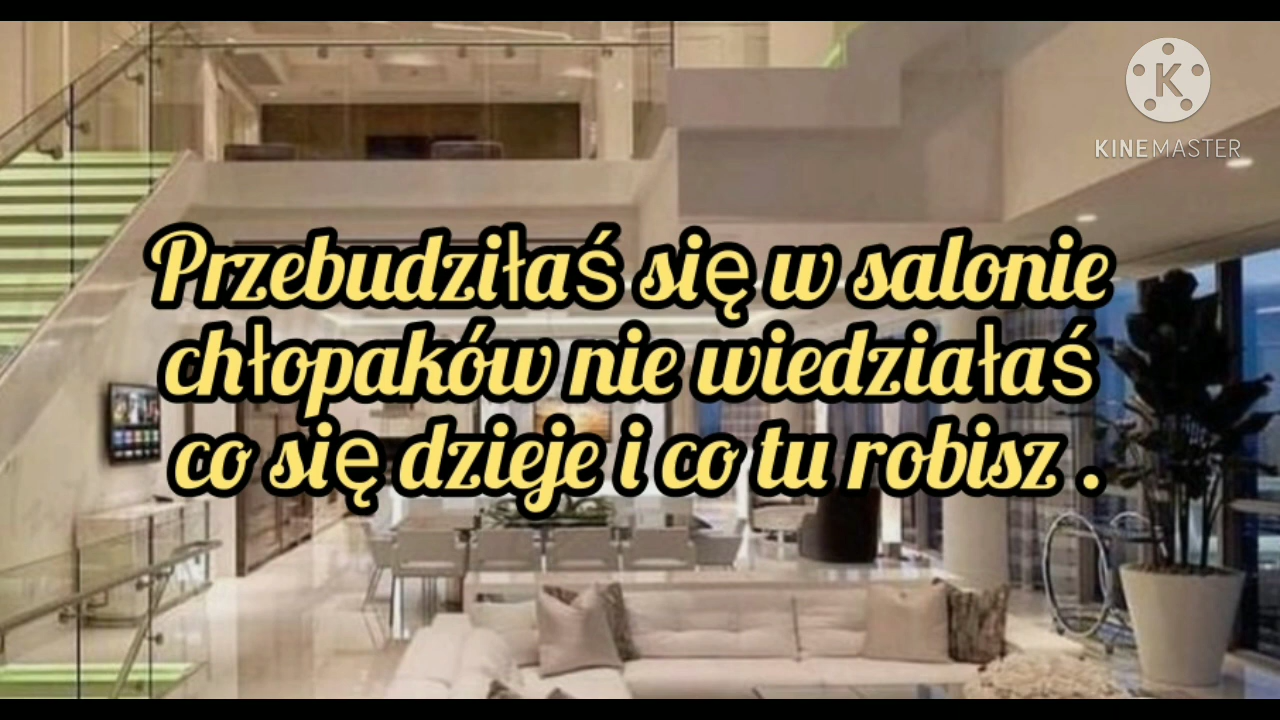 K
KINEMASTER
Przebudziłaś się w salonie
chłopaków nie wiedziałaś
co się dzieje i co tu robisz .